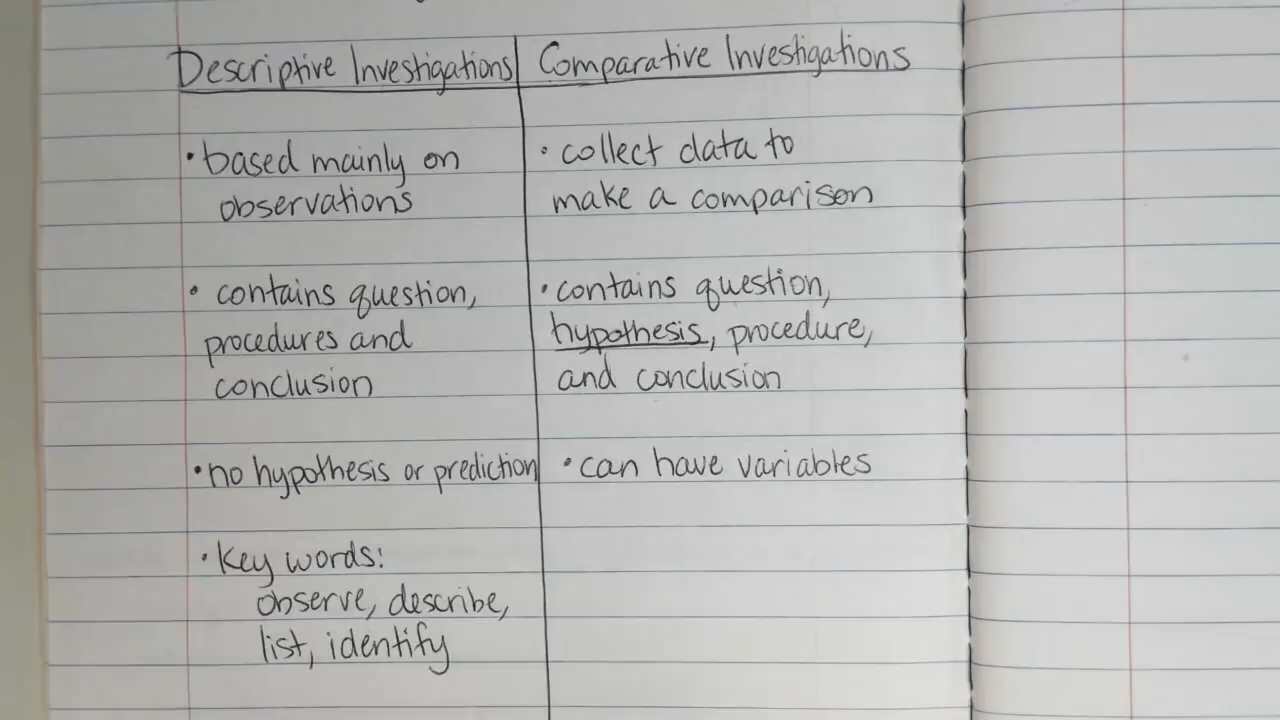 Descriptive Investigations
• based mainly on
observations
• contains question,
procedures and
conclusion
• no hypothesis or prediction
• Key words:
observe, describe,
list, identify
Comparative Investigations
• collect data to
make a comparison
• contains question,
hypothesis, procedure,
and conclusion
• can have variables